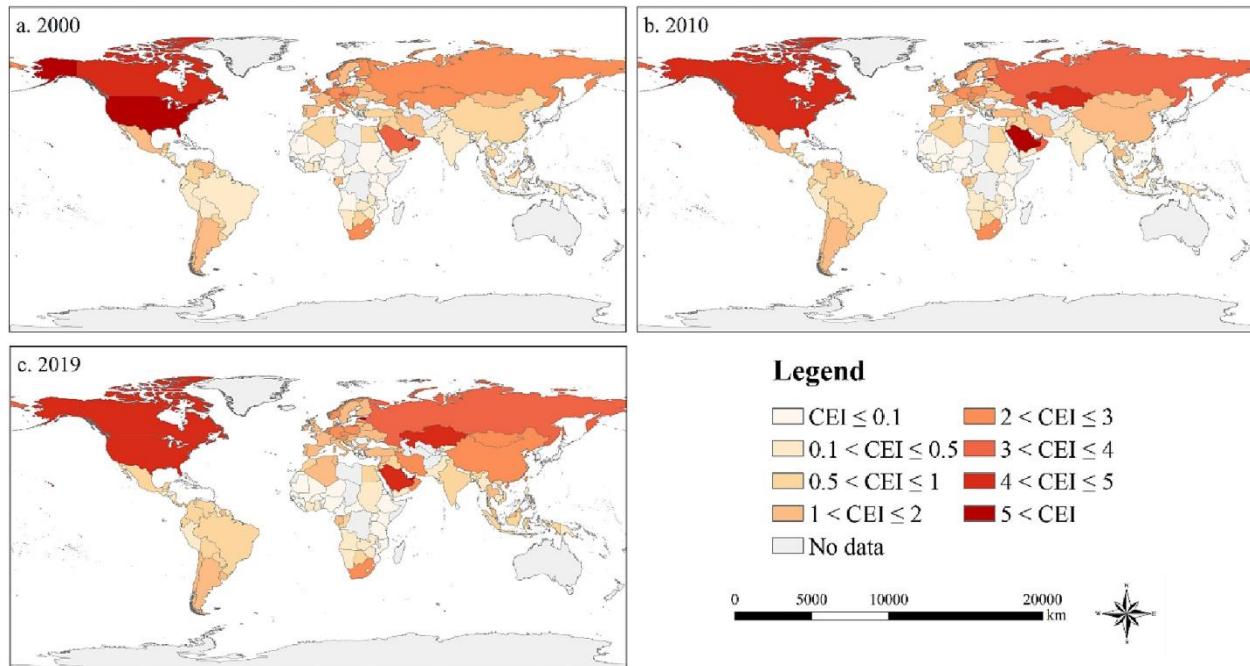 a. 2000
b. 2010
c. 2019
Legend
CEI ≤ 0.1
0.1 < CEI ≤ 0.5
0.5 < CEI ≤ 1
1 < CEI ≤ 2
No data
2 < CEI ≤ 3
3 < CEI ≤ 4
4 < CEI ≤ 5
5 < CEI
0 5000 10000 20000
km
N
W E
S